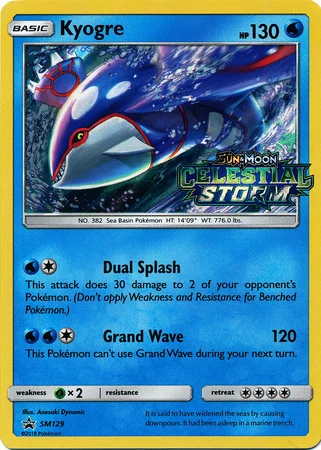 BASIC Kyogre HP 130
SUN & MOON
CELESTIAL
STORM
NO. 382 Sea Basin Pokémon HT: 14'09" WT: 776.0 lbs.
Dual Splash
This attack does 30 damage to 2 of your opponent's
Pokémon. (Don't apply Weakness and Resistance for Benched
Pokémon.)
Grand Wave 120
This Pokémon can't use Grand Wave during your next turn.
weakness × 2 resistance retreat
Illus. Anesaki Dynamic
SM129
©2018 Pokémon
It is said to have widened the seas by causing
downpours. It had been asleep in a marine trench.